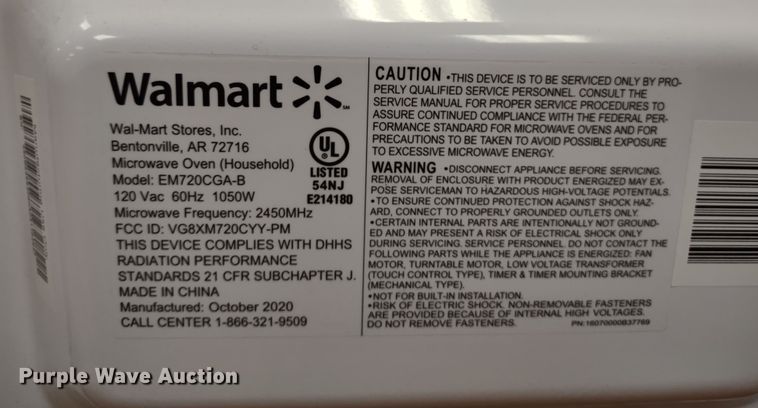 Walmart
Wal-Mart Stores, Inc.
Bentonville, AR 72716
Microwave Oven (Household)
Model: EM720CGA-B
120 Vac 60Hz 1050W
Microwave Frequency: 2450MHz
FCC ID: VG8XM720CYY-PM
THIS DEVICE COMPLIES WITH DHHS
RADIATION PERFORMANCE
STANDARDS 21 CFR SUBCHAPTER J.
MADE IN CHINA
Manufactured: October 2020
CALL CENTER 1-866-321-9509
UL
LISTED
54NJ
E214180
CAUTION •THIS DEVICE IS TO BE SERVICED ONLY BY PRO-
PERLY QUALIFIED SERVICE PERSONNEL. CONSULT THE
SERVICE MANUAL FOR PROPER SERVICE PROCEDURES TO
ASSURE CONTINUED COMPLIANCE WITH THE FEDERAL PER-
FORMANCE STANDARD FOR MICROWAVE OVENS AND FOR
PRECAUTIONS TO BE TAKEN TO AVOID POSSIBLE EXPOSURE
TO EXCESSIVE MICROWAVE ENERGY.
WARNING •DISCONNECT APPLIANCE BEFORE SERVICING.
REMOVAL OF ENCLOSURE WITH PRODUCT ENERGIZED MAY EX-
POSE SERVICEMAN TO HAZARDOUS HIGH-VOLTAGE POTENTIALS.
•TO ENSURE CONTINUED PROTECTION AGAINST SHOCK HAZ-
ARD, CONNECT TO PROPERLY GROUNDED OUTLETS ONLY.
•CERTAIN INTERNAL PARTS ARE INTENTIONALLY NOT GROUND-
ED AND MAY PRESENT A RISK OF ELECTRICAL SHOCK ONLY
DURING SERVICING. SERVICE PERSONNEL DO NOT CONTACT THE
FOLLOWING PARTS WHILE THE APPLIANCE IS ENERGIZED: FAN
MOTOR, TURNTABLE MOTOR, LOW VOLTAGE TRANSFORMER
(TOUCH CONTROL TYPE), TIMER & TIMER MOUNTING BRACKET
(MECHANICAL TYPE).
•NOT FOR BUILT-IN INSTALLATION.
•RISK OF ELECTRIC SHOCK. NON-REMOVABLE FASTENERS
ARE PROVIDED BECAUSE OF INTERNAL HIGH VOLTAGES.
DO NOT REMOVE FASTENERS.
PN:16070000B37769
Purple Wave Auction